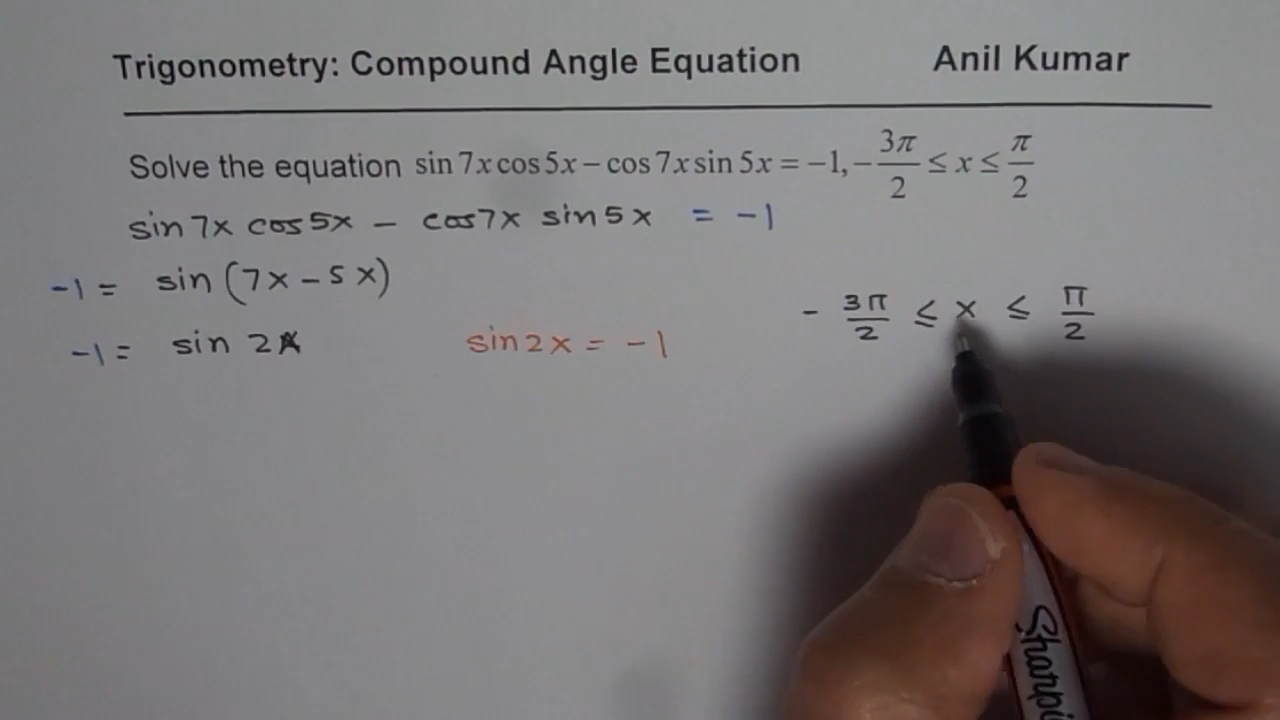 Trigonometry: Compound Angle Equation Anil Kumar
Solve the equation sin 7x cos 5x − cos 7x sin 5x = −1, −3π/2 ≤ x ≤ π/2
sin 7x cos 5x − cos 7x sin 5x = −1
−1 = sin (7x − 5x)
− 3π/2 ≤ x ≤ π/2
−1 = sin 2x
sin 2x = −1
Sharpi